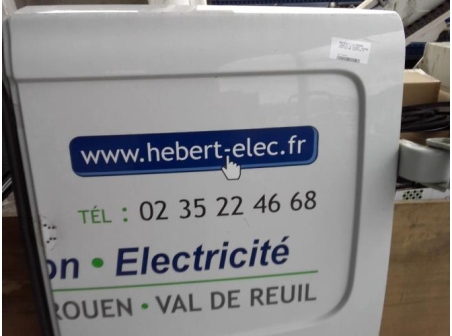 www.hebert-elec.fr
TÉL : 02 35 22 46 68
on • Electricité
ROUEN • VAL DE REUIL